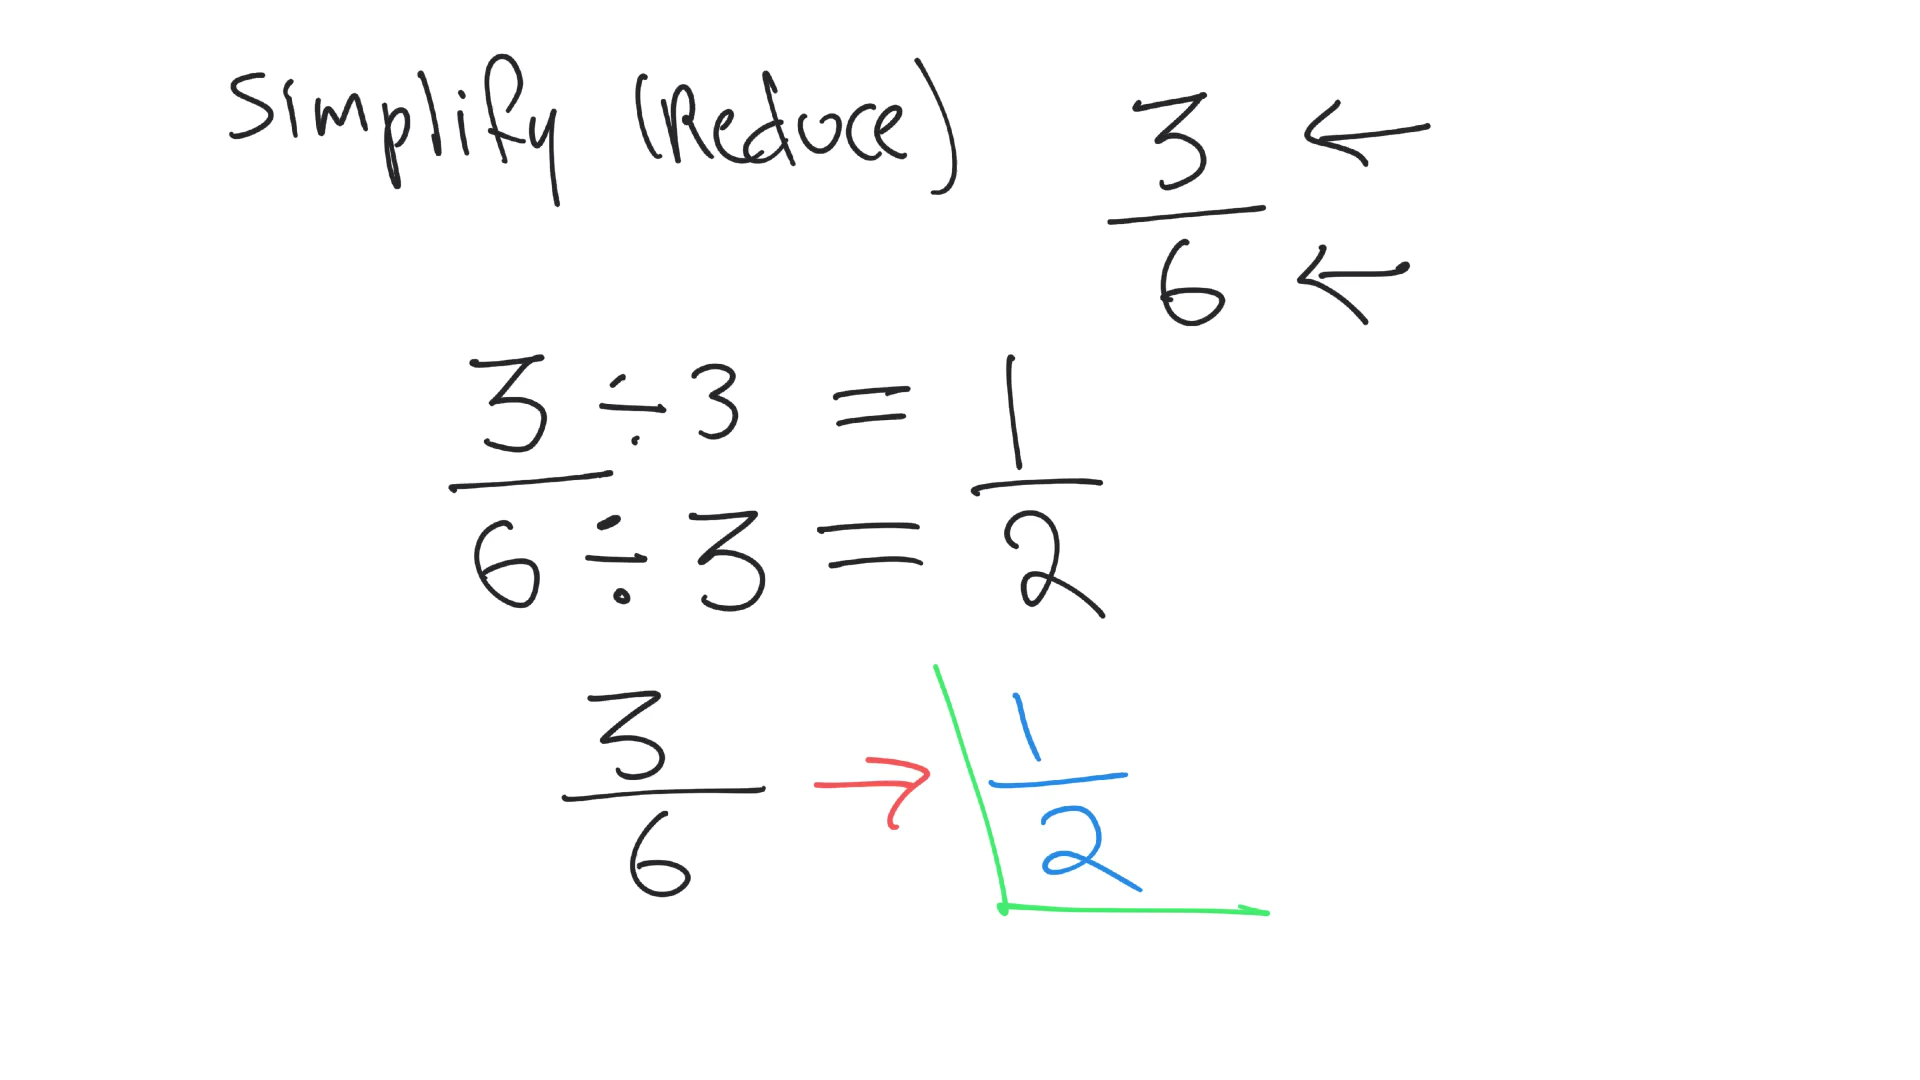 Simplify (Reduce) 3/6 ← ←
3 ÷ 3 = 1
6 ÷ 3 = 2
3/6 → 1/2